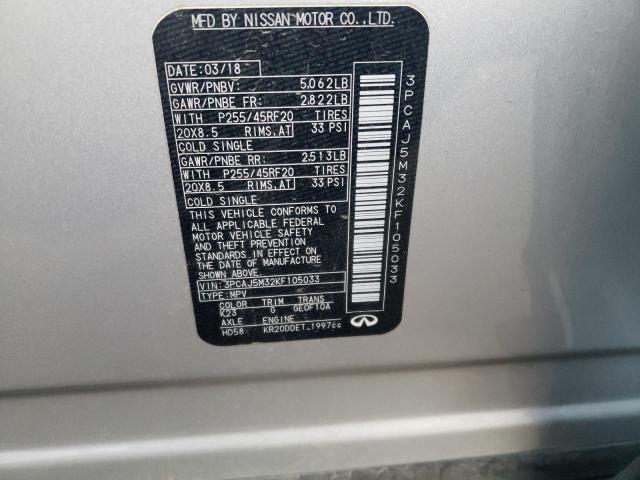 MFD BY NISSAN MOTOR CO.,LTD.
DATE: 03/18
GVWR/PNBV: 5,062LB
GAWR/PNBE FR: 2,822LB
WITH P255/45RF20 TIRES
20X8.5 RIMS,AT 33 PSI
COLD SINGLE
GAWR/PNBE RR: 2,513LB
WITH P255/45RF20 TIRES
20X8.5 RIMS,AT 33 PSI
COLD SINGLE
THIS VEHICLE CONFORMS TO
ALL APPLICABLE FEDERAL
MOTOR VEHICLE SAFETY
AND THEFT PREVENTION
STANDARDS IN EFFECT ON
THE DATE OF MANUFACTURE
SHOWN ABOVE.
VIN: 3PCAJ5M32KF105033
TYPE: MPV
COLOR TRIM TRANS
K23 G GE0F10A
AXLE ENGINE
HD58 KR20DDET 1997cc
3PCAJ5M32KF105033